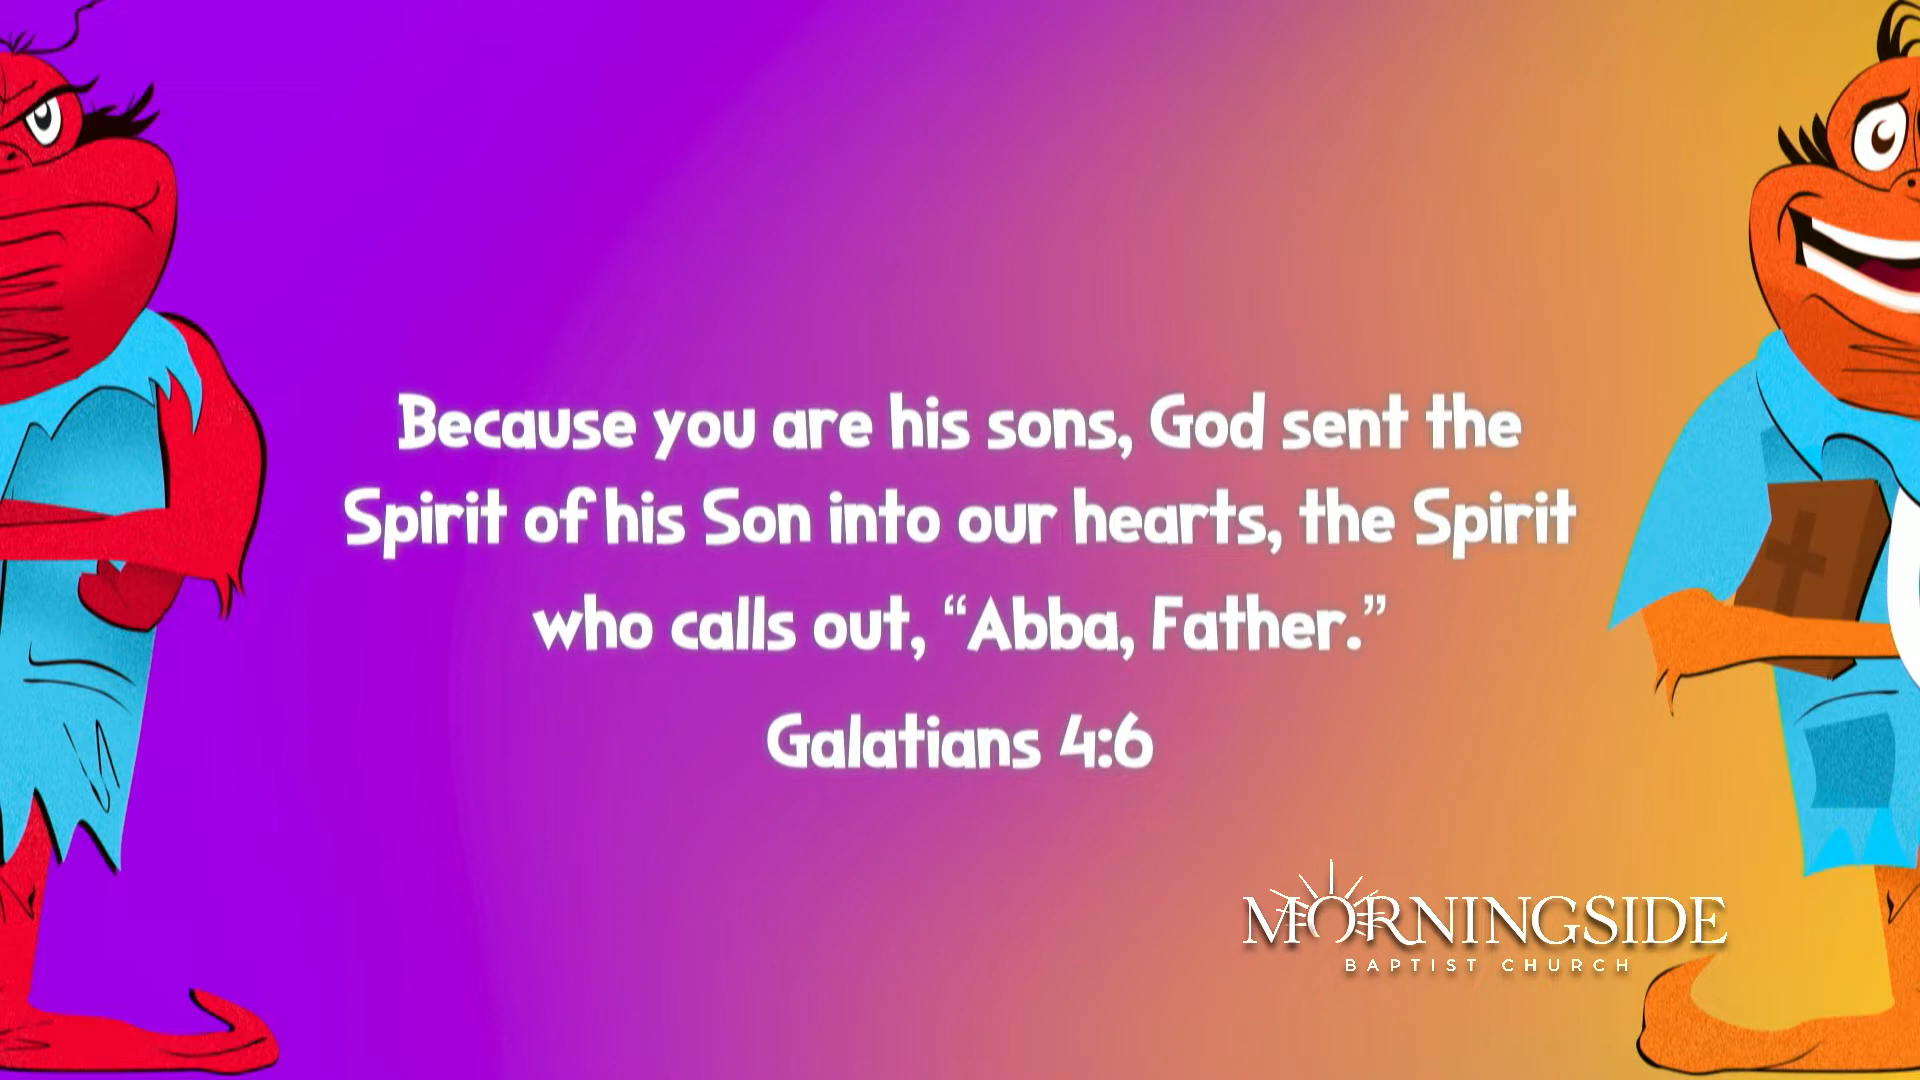 Because you are his sons, God sent the
Spirit of his Son into our hearts, the Spirit
who calls out, “Abba, Father.”
Galatians 4:6
MORNINGSIDE
BAPTIST CHURCH